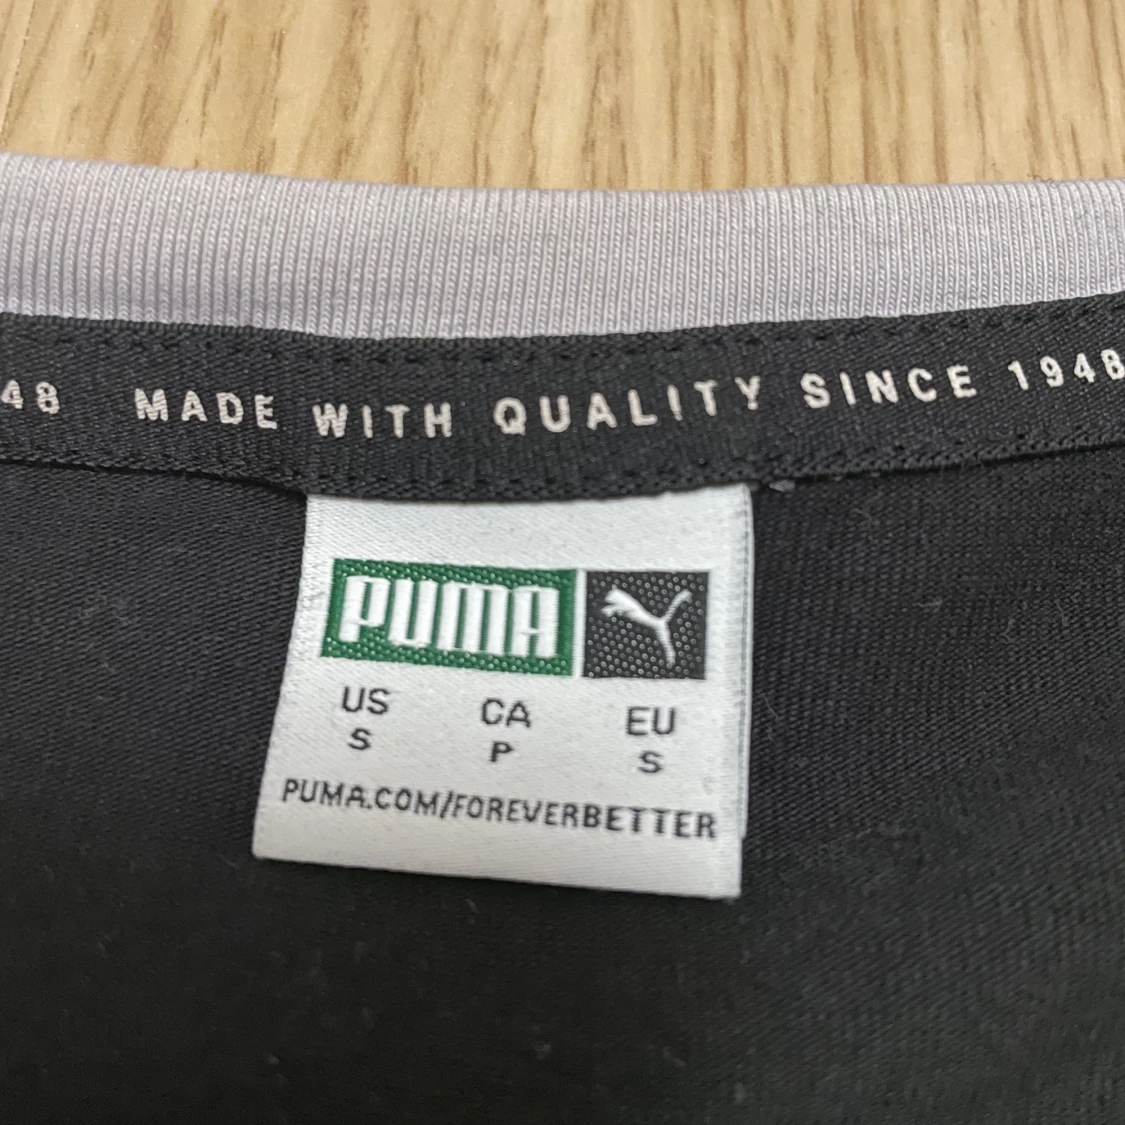 48 MADE WITH QUALITY SINCE 1948
PUMA
US CA EU
S P S
PUMA.COM/FOREVERBETTER